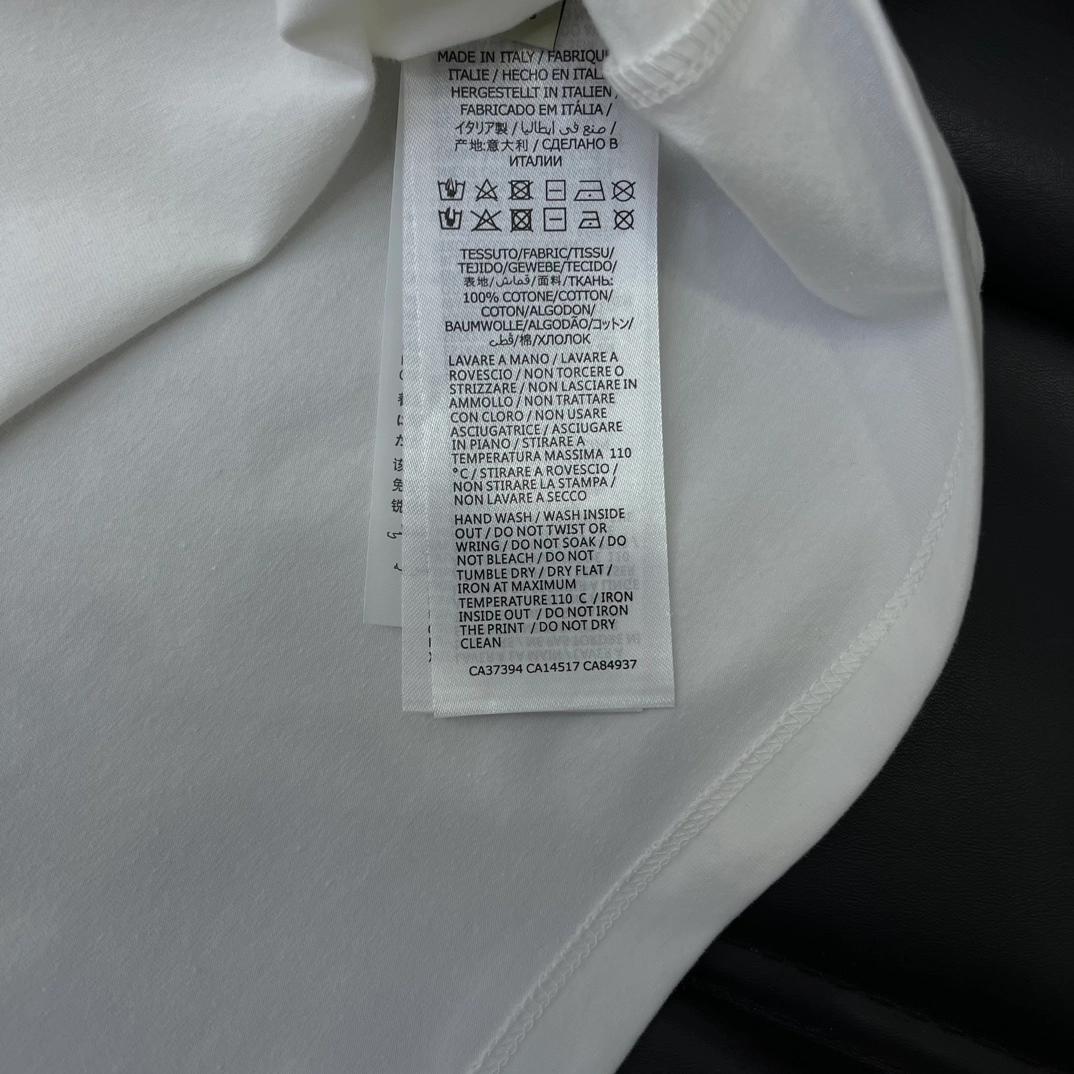 MADE IN ITALY / FABRIQU
ITALIE / HECHO EN ITAL
HERGESTELLT IN ITALIEN /
FABRICADO EM ITÁLIA /
イタリア製 / صنع في ايطاليا /
产地:意大利 / СДЕЛАНО В
ИТАЛИИ
TESSUTO/FABRIC/TISSU/
TEJIDO/GEWEBE/TECIDO/
表地/قماش/面料/ТКАНЬ:
100% COTONE/COTTON/
COTON/ALGODON/
BAUMWOLLE/ALGODÃO/コットン/
قطن/棉/ХЛОПОК
LAVARE A MANO / LAVARE A
ROVESCIO / NON TORCERE O
STRIZZARE / NON LASCIARE IN
AMMOLLO / NON TRATTARE
CON CLORO / NON USARE
ASCIUGATRICE / ASCIUGARE
IN PIANO / STIRARE A
TEMPERATURA MASSIMA 110
°C / STIRARE A ROVESCIO /
NON STIRARE LA STAMPA /
NON LAVARE A SECCO
HAND WASH / WASH INSIDE
OUT / DO NOT TWIST OR
WRING / DO NOT SOAK / DO
NOT BLEACH / DO NOT
TUMBLE DRY / DRY FLAT /
IRON AT MAXIMUM
TEMPERATURE 110 C / IRON
INSIDE OUT / DO NOT IRON
THE PRINT / DO NOT DRY
CLEAN
CA37394 CA14517 CA84937